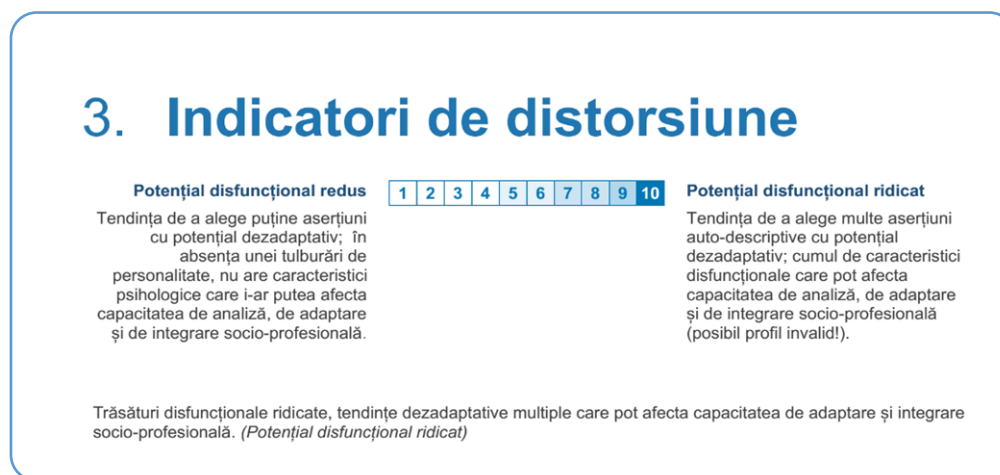 3. Indicatori de distorsiune
Potențial disfuncțional redus
Tendința de a alege puține aserțiuni
cu potențial dezadaptativ; în
absența unei tulburări de
personalitate, nu are caracteristici
psihologice care i-ar putea afecta
capacitatea de analiză, de adaptare
și de integrare socio-profesională.
1 2 3 4 5 6 7 8 9 10
Potențial disfuncțional ridicat
Tendința de a alege multe aserțiuni
auto-descriptive cu potențial
dezadaptativ; cumul de caracteristici
disfuncționale care pot afecta
capacitatea de analiză, de adaptare
și de integrare socio-profesională
(posibil profil invalid!).
Trăsături disfuncționale ridicate, tendințe dezadaptative multiple care pot afecta capacitatea de adaptare și integrare
socio-profesională. (Potențial disfuncțional ridicat)